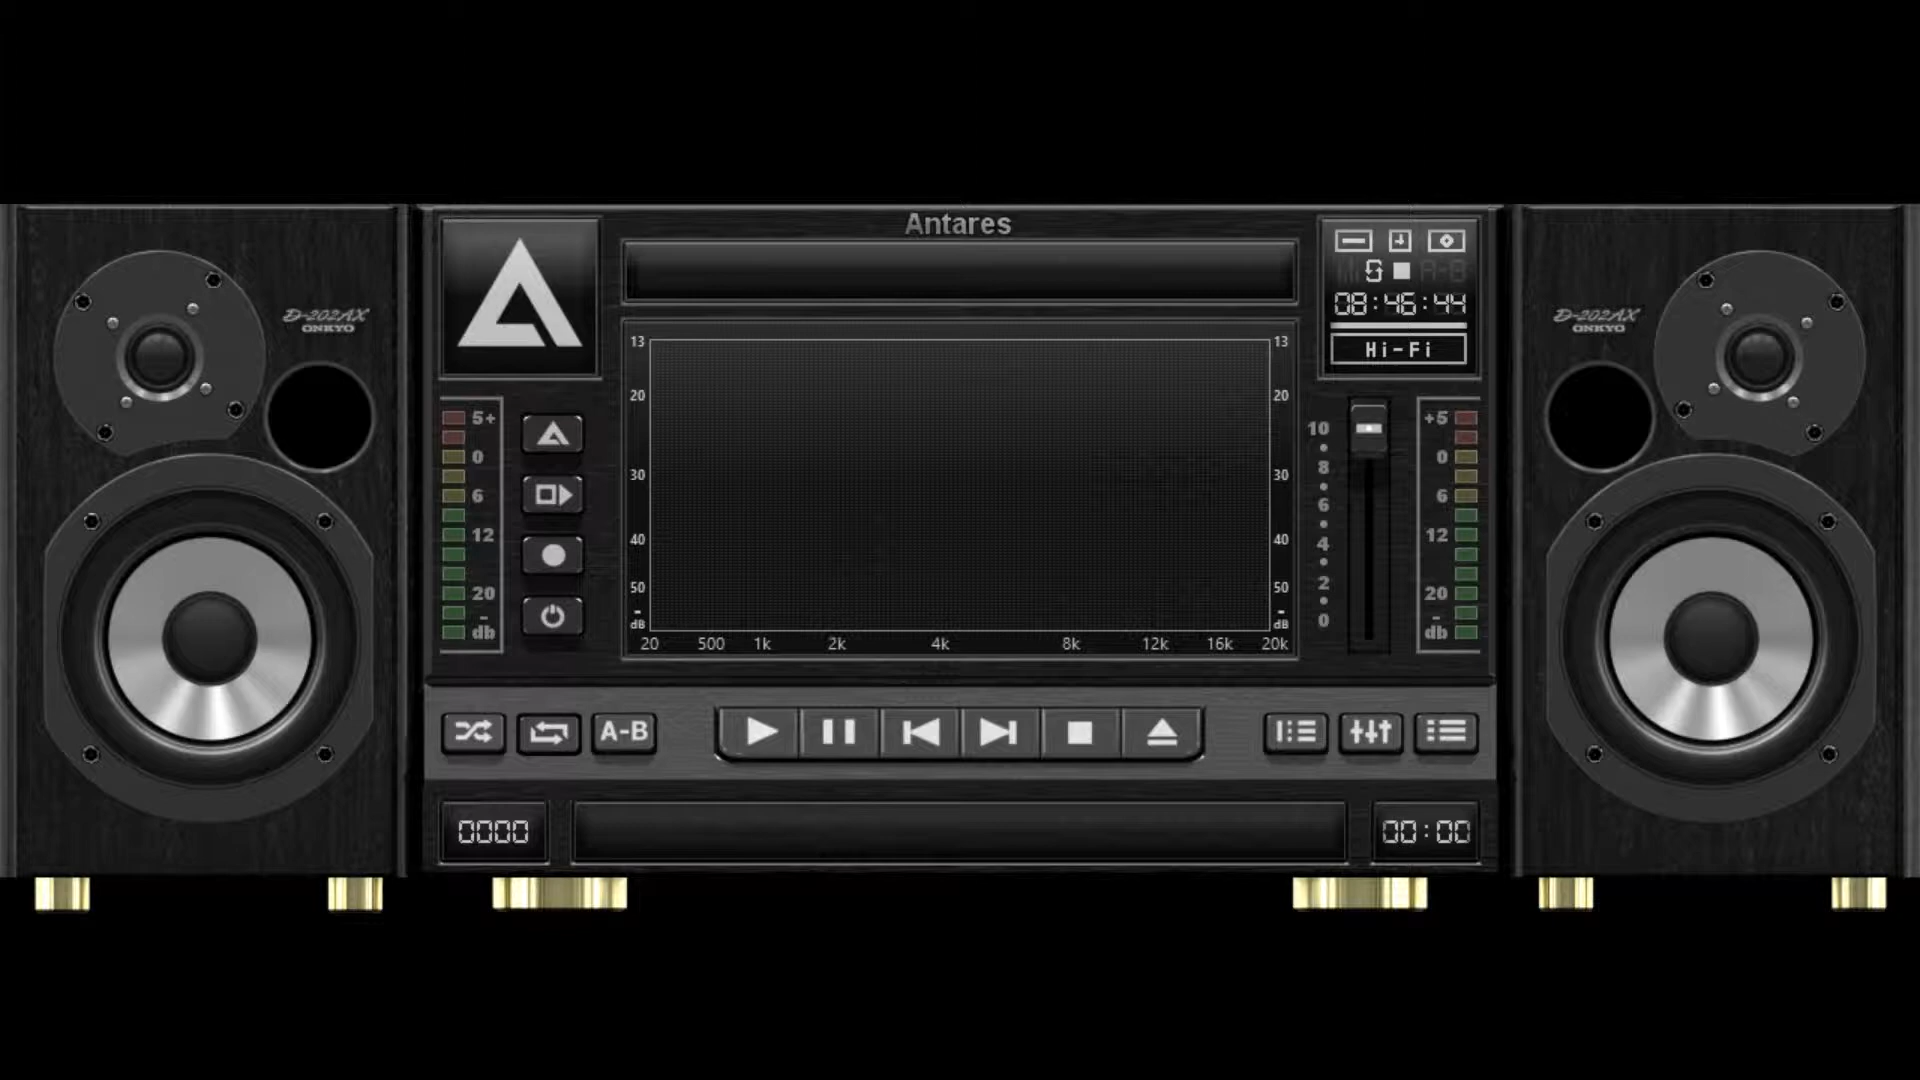 Antares
D-202AX
ONKYO
A-B
08:46:44
Hi-Fi
D-202AX
ONKYO
5+
0
6
12
20
-
db
13
20
30
40
50
-
dB
13
20
30
40
50
-
dB
20 500 1k 2k 4k 8k 12k 16k 20k
10
8
6
4
2
0
+5
0
6
12
20
-
db
A-B
0000
00:00